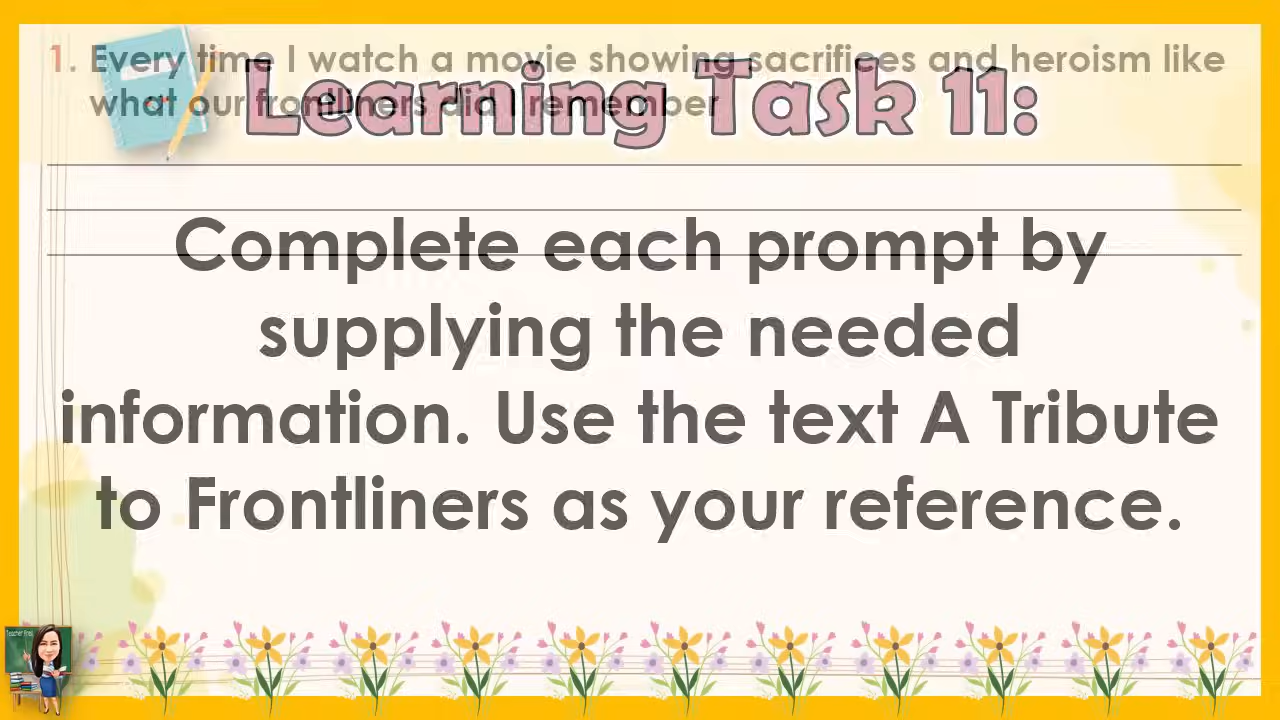 1. Every time I watch a movie showing sacrifices and heroism like
what our frontliners did I remember
Learning Task 11:
Complete each prompt by
supplying the needed
information. Use the text A Tribute
to Frontliners as your reference.